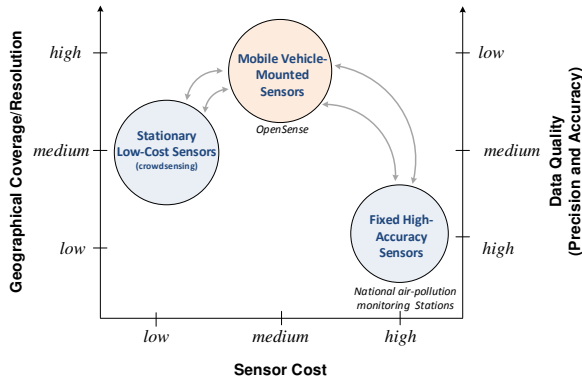 Geographical Coverage/Resolution
high
medium
low
Mobile Vehicle-
Mounted
Sensors
OpenSense
Stationary
Low-Cost Sensors
(crowdsensing)
Fixed High-
Accuracy
Sensors
National air-pollution
monitoring Stations
low
medium
high
Data Quality
(Precision and Accuracy)
low
medium
high
Sensor Cost